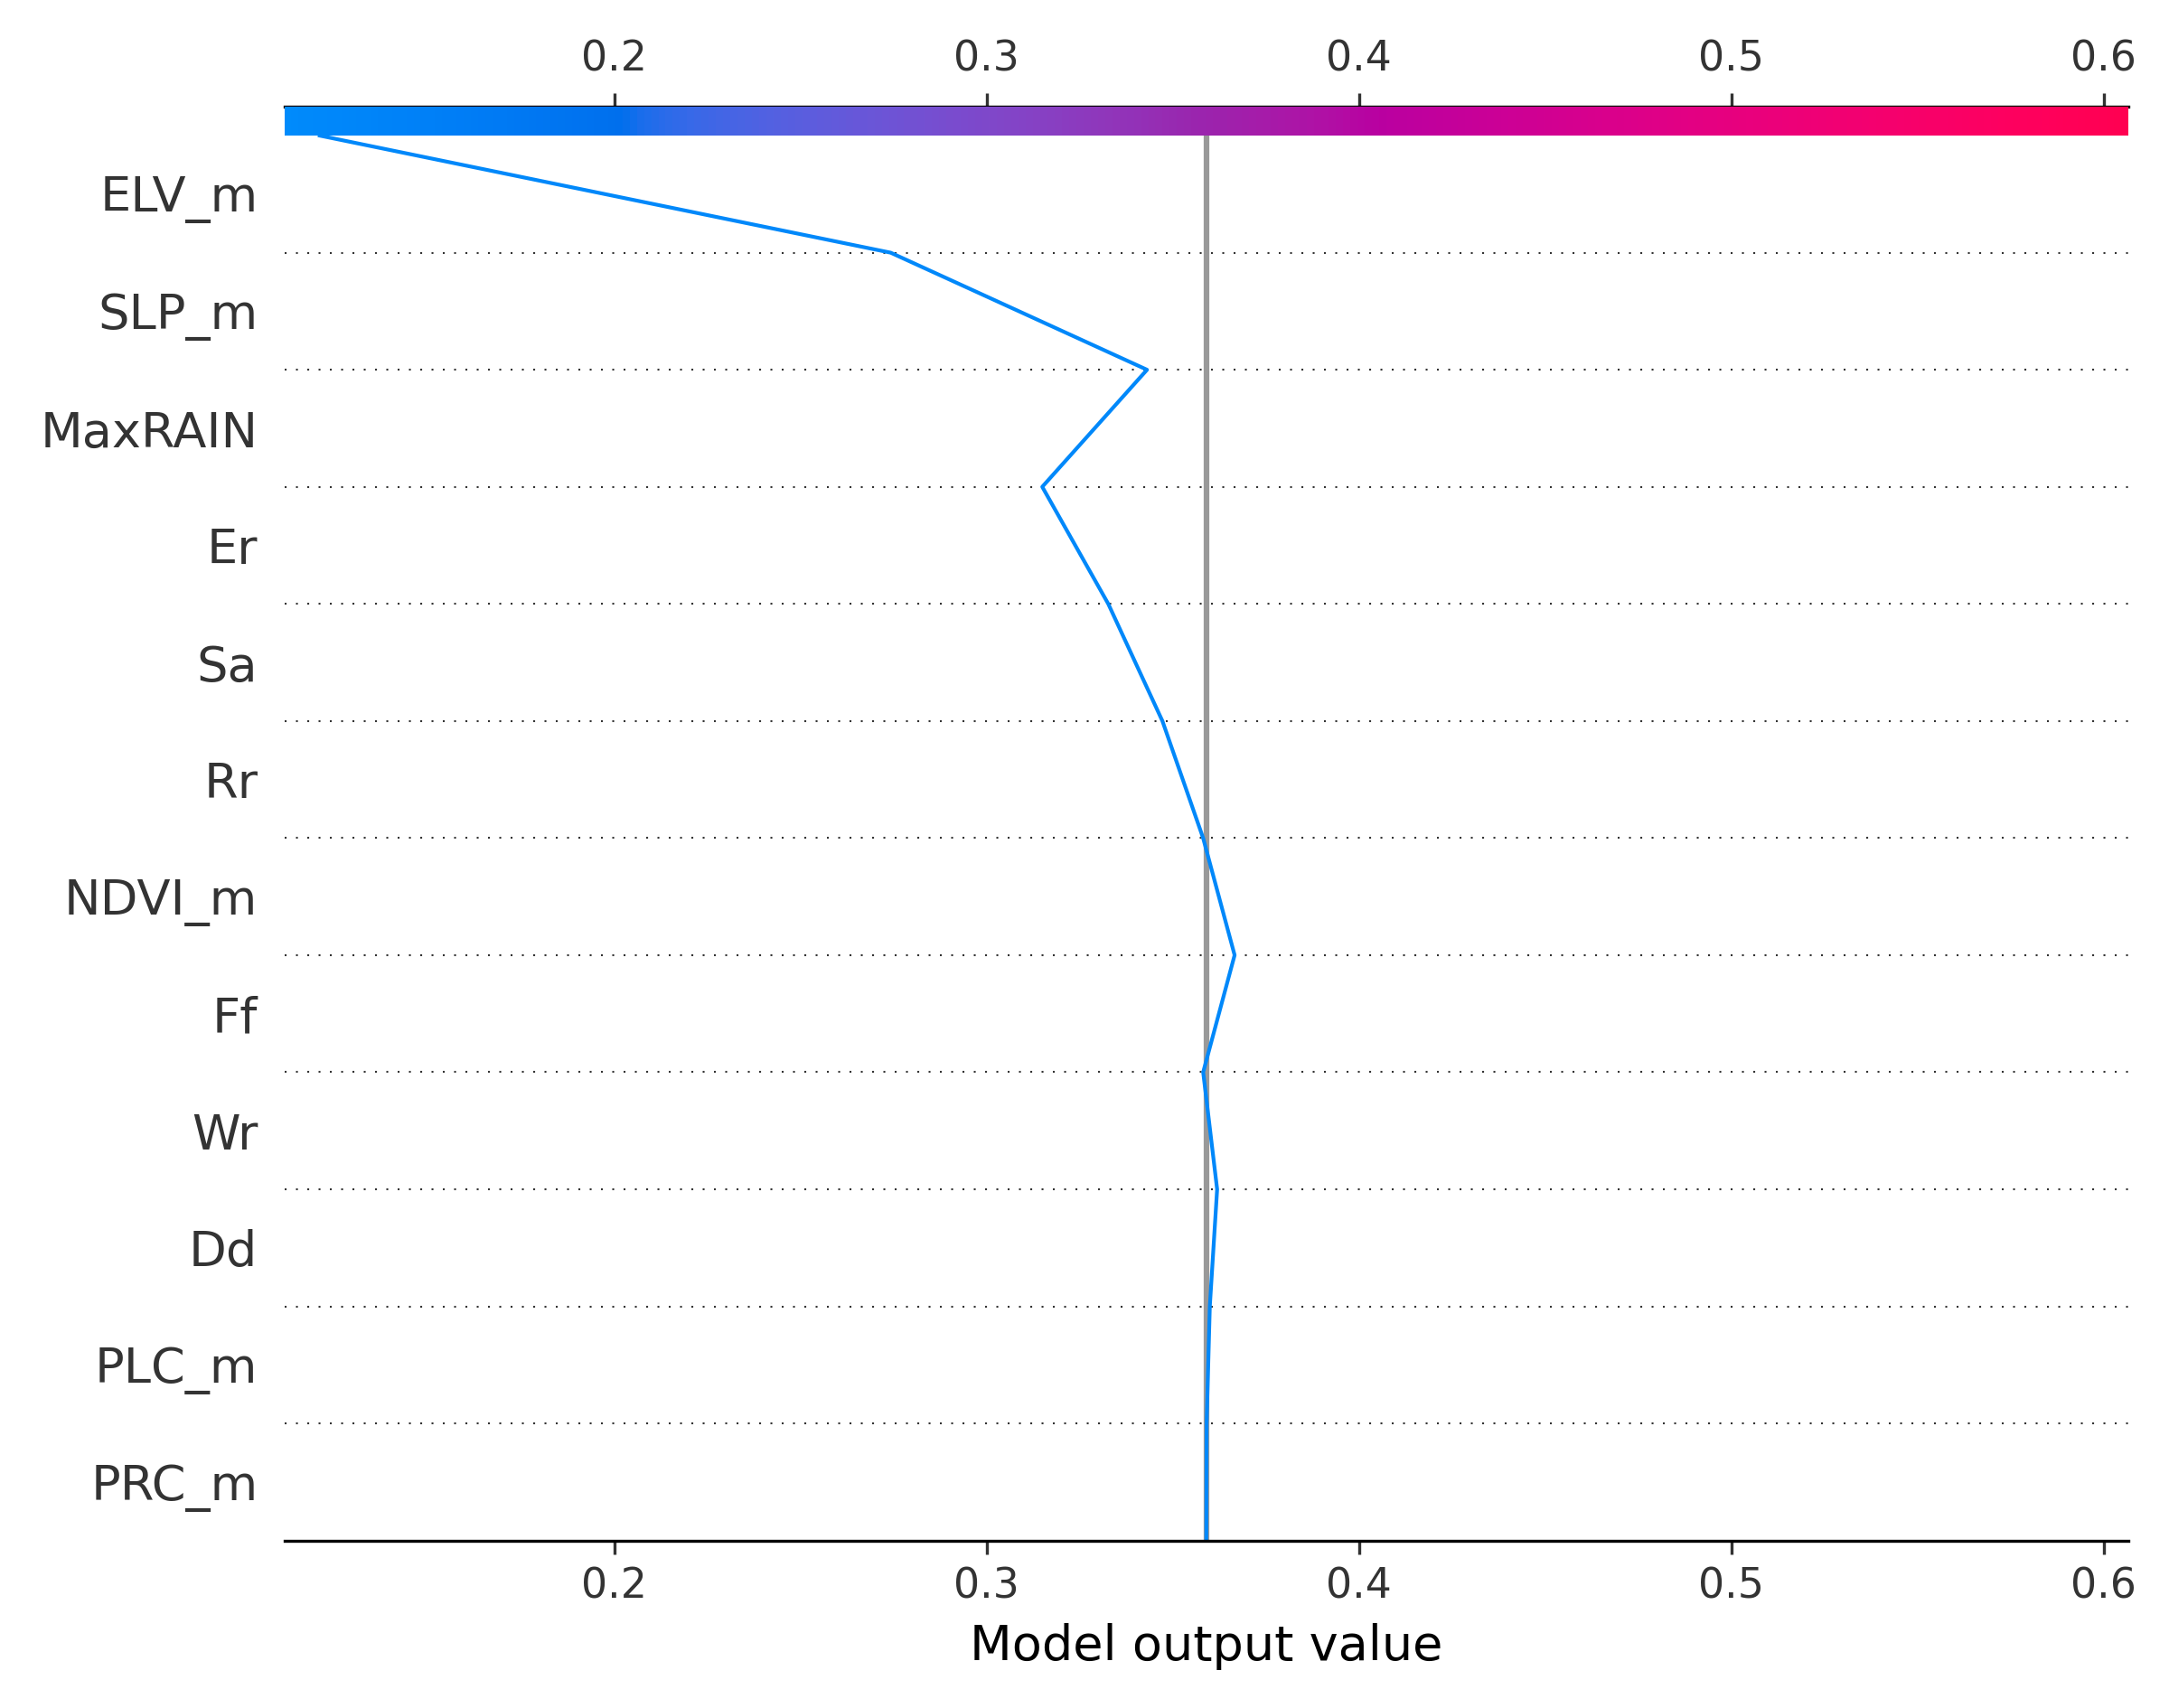 0.2 0.3 0.4 0.5 0.6
ELV_m
SLP_m
MaxRAIN
Er
Sa
Rr
NDVI_m
Ff
Wr
Dd
PLC_m
PRC_m
0.2 0.3 0.4 0.5 0.6
Model output value